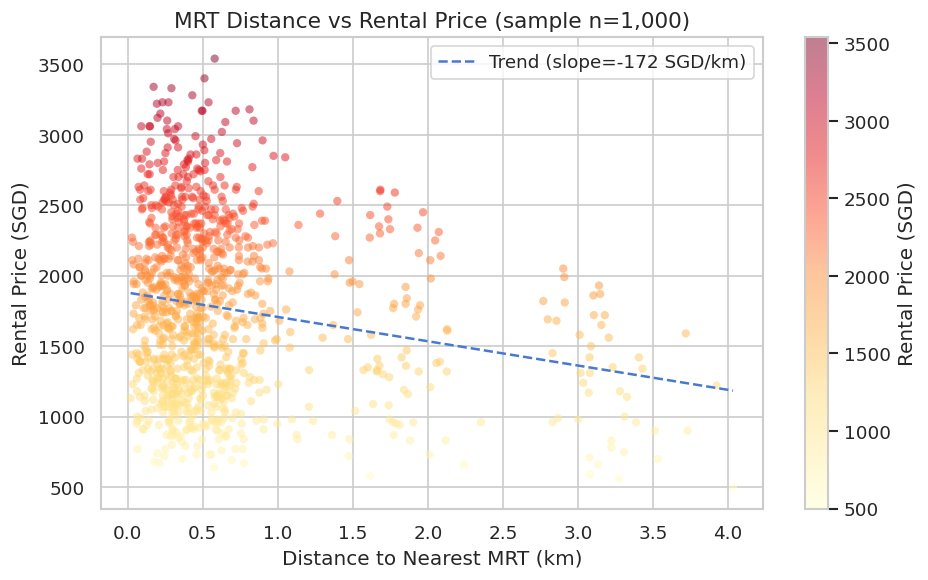 MRT Distance vs Rental Price (sample n=1,000)
Trend (slope=-172 SGD/km)
Rental Price (SGD)
3500
3000
2500
2000
1500
1000
500
0.0 0.5 1.0 1.5 2.0 2.5 3.0 3.5 4.0
Distance to Nearest MRT (km)
3500
3000
2500
2000
1500
1000
500
Rental Price (SGD)